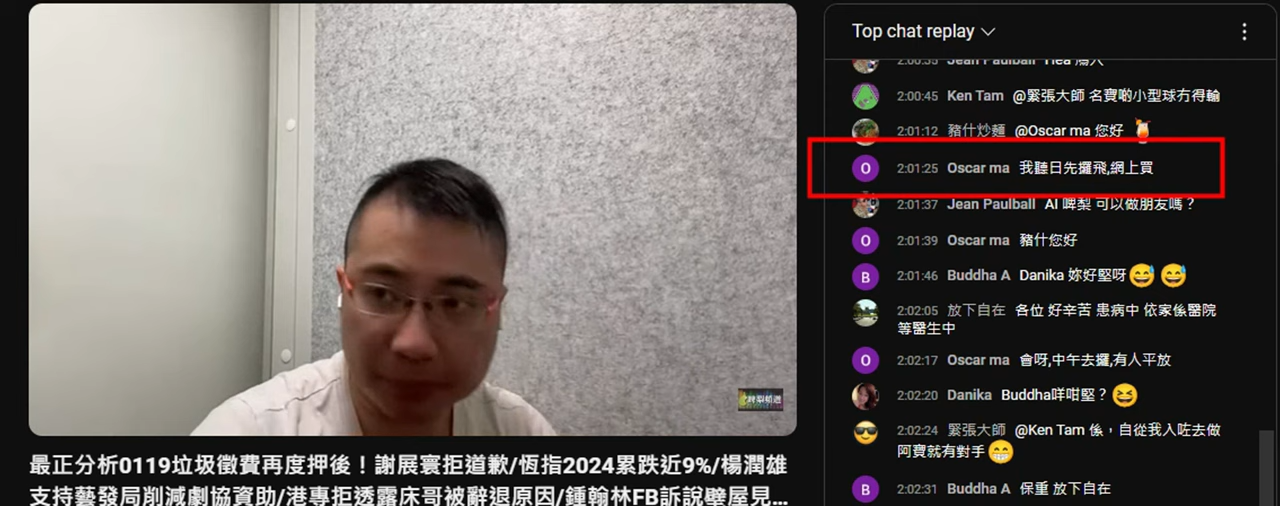 Top chat replay
2:00:35 Jean Paulball Hea
2:00:45 Ken Tam @緊張大師 名寶啲小型球冇得輸
2:01:12 豬什炒麵 @Oscar ma 您好
O 2:01:25 Oscar ma 我聽日先攞飛,網上買
2:01:37 Jean Paulball AI 啤梨 可以做朋友嗎？
O 2:01:39 Oscar ma 豬什您好
B 2:01:46 Buddha A Danika 妳好堅呀
2:02:05 放下自在 各位 好辛苦 患病中 依家係醫院
等醫生中
O 2:02:17 Oscar ma 會呀,中午去攞,有人平放
2:02:20 Danika Buddha咩咁堅？
2:02:24 緊張大師 @Ken Tam 係，自從我入咗去做
阿寶就有對手
B 2:02:31 Buddha A 保重 放下自在
啤梨頻道
最正分析0119垃圾徵費再度押後！謝展寰拒道歉/恆指2024累跌近9%/楊潤雄
支持藝發局削減劇協資助/港專拒透露床哥被辭退原因/鍾翰林FB訴說壁屋見...